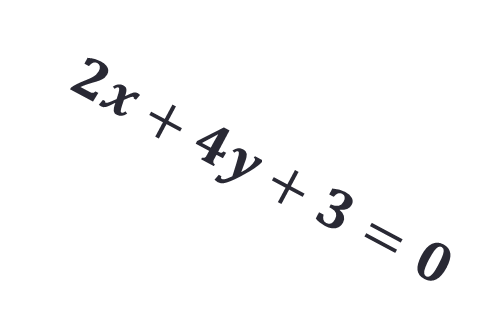 2x + 4y + 3 = 0